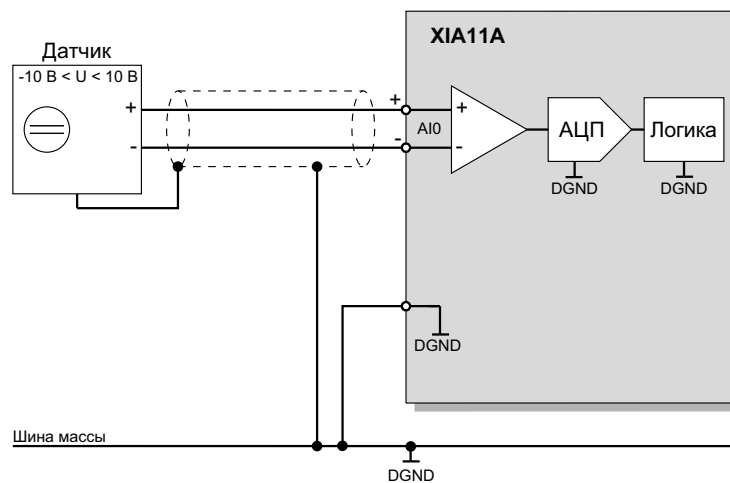 XIA11A
Датчик
-10 В < U < 10 В
+
+
+
AI0
АЦП
Логика
-
-
-
DGND
DGND
DGND
Шина массы
DGND